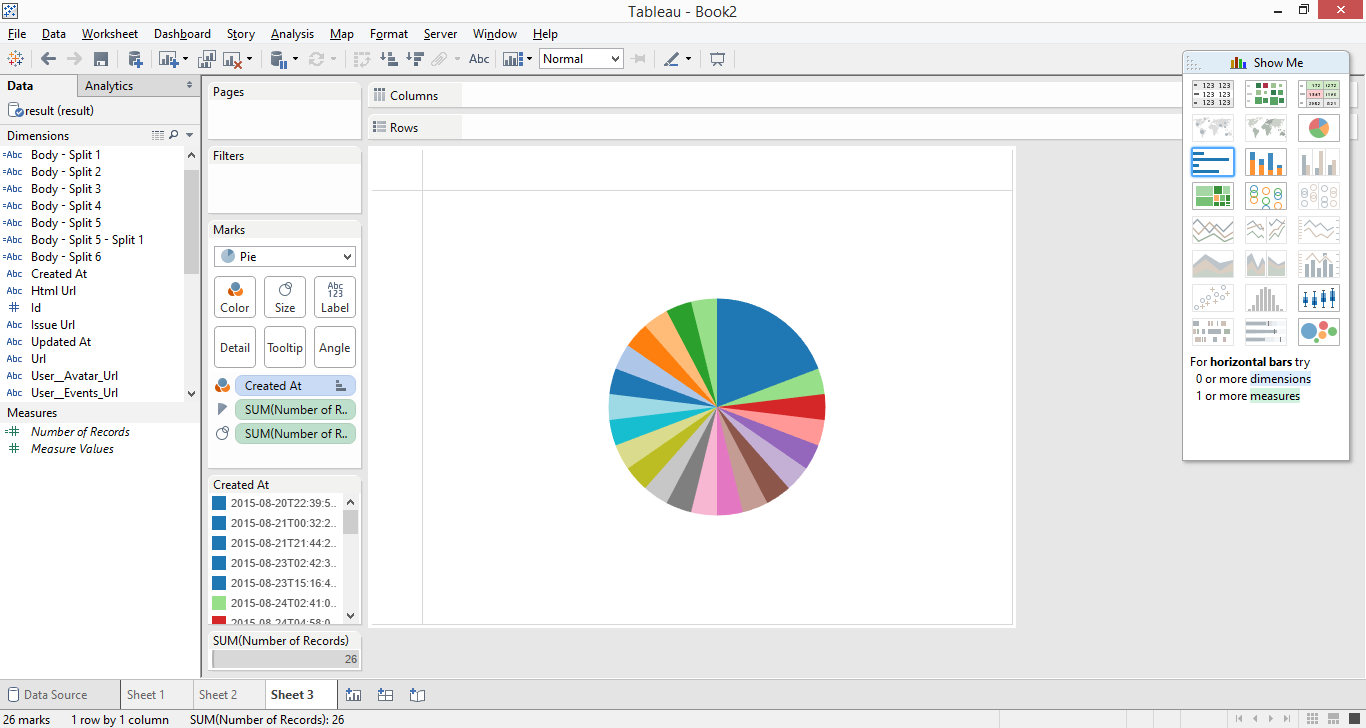 Tableau - Book2
File Data Worksheet Dashboard Story Analysis Map Format Server Window Help
Abc Normal
Data Analytics
result (result)
Dimensions
=Abc Body - Split 1
=Abc Body - Split 2
=Abc Body - Split 3
=Abc Body - Split 4
=Abc Body - Split 5
=Abc Body - Split 5 - Split 1
=Abc Body - Split 6
Abc Created At
Abc Html Url
# Id
Abc Issue Url
Abc Updated At
Abc Url
Abc User__Avatar_Url
Abc User__Events_Url
Measures
=# Number of Records
# Measure Values
Pages
Filters
Marks
Pie
Color Size Abc 123 Label
Detail Tooltip Angle
Created At
SUM(Number of R..
SUM(Number of R..
Created At
2015-08-20T22:39:5..
2015-08-21T00:32:2..
2015-08-21T21:44:2..
2015-08-23T02:42:3..
2015-08-23T15:16:4..
2015-08-24T02:41:0..
2015-08-24T04:58:0..
SUM(Number of Records)
26
Columns
Rows
Show Me
For horizontal bars try
0 or more dimensions
1 or more measures
Data Source Sheet 1 Sheet 2 Sheet 3
26 marks 1 row by 1 column SUM(Number of Records): 26